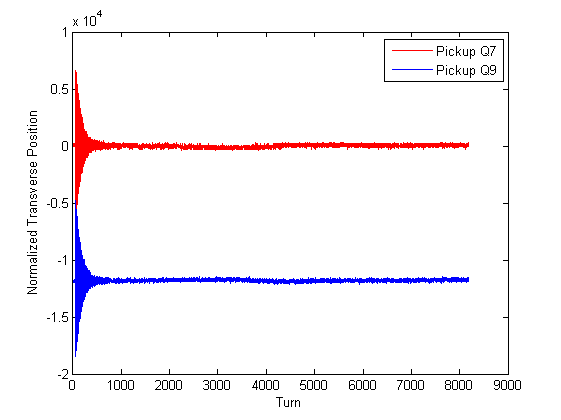 x 10^4
1
0.5
0
-0.5
-1
-1.5
-2
0 1000 2000 3000 4000 5000 6000 7000 8000 9000
Normalized Transverse Position
Turn
Pickup Q7
Pickup Q9